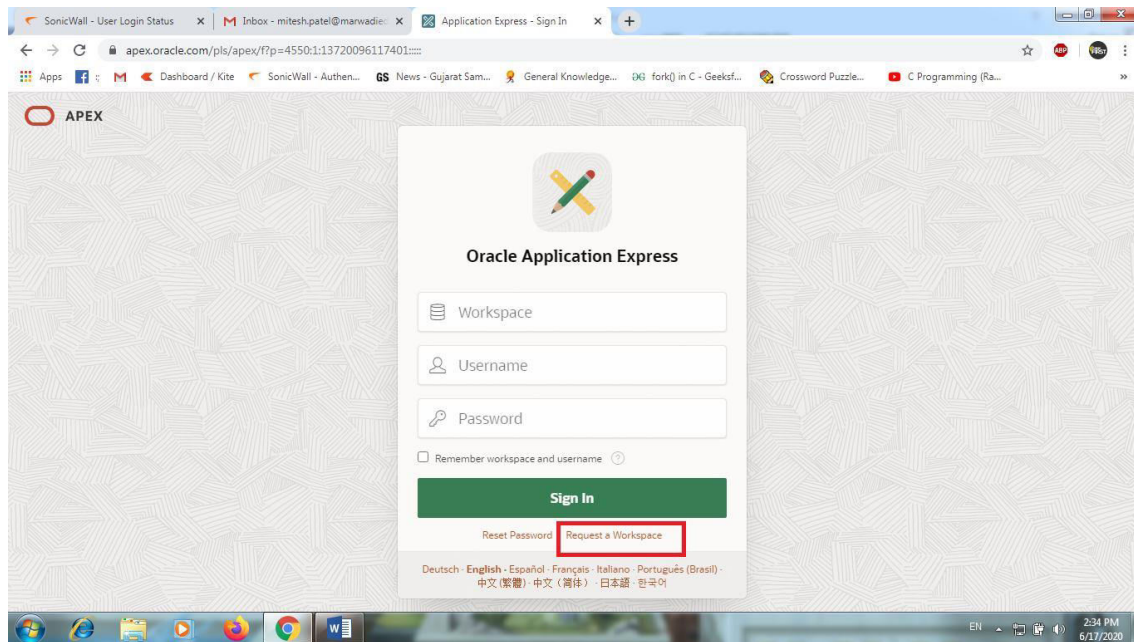 SonicWall - User Login Status
Inbox - mitesh.patel@marwadied
Application Express - Sign In
apex.oracle.com/pls/apex/f?p=4550:1:13720096117401:::::
ABP
Apps
Dashboard / Kite
SonicWall - Authen...
GS News - Gujarat Sam...
General Knowledge...
fork() in C - Geeksf...
Crossword Puzzle...
C Programming (Ra...
»
APEX
Oracle Application Express
Workspace
Username
Password
Remember workspace and username ?
Sign In
Reset Password Request a Workspace
Deutsch · English · Español · Français · Italiano · Português (Brasil) ·
中文 (繁體) · 中文（简体） · 日本語 · 한국어
EN
2:34 PM
6/17/2020